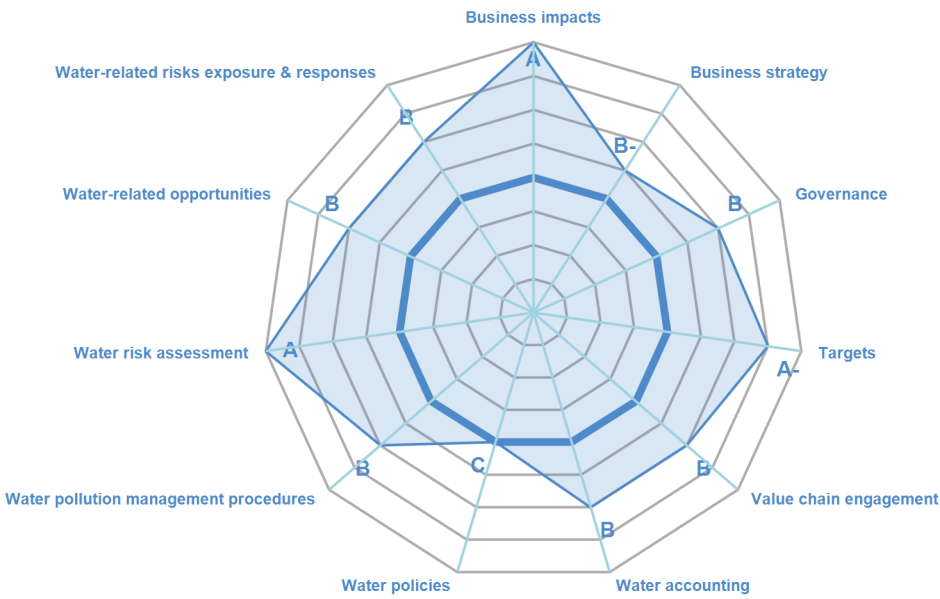 Business impacts
A
Water-related risks exposure & responses
Business strategy
B
B-
Water-related opportunities
B
B
Governance
Water risk assessment
A
Targets
A-
B
B
C
Water pollution management procedures
Value chain engagement
B
Water policies
Water accounting